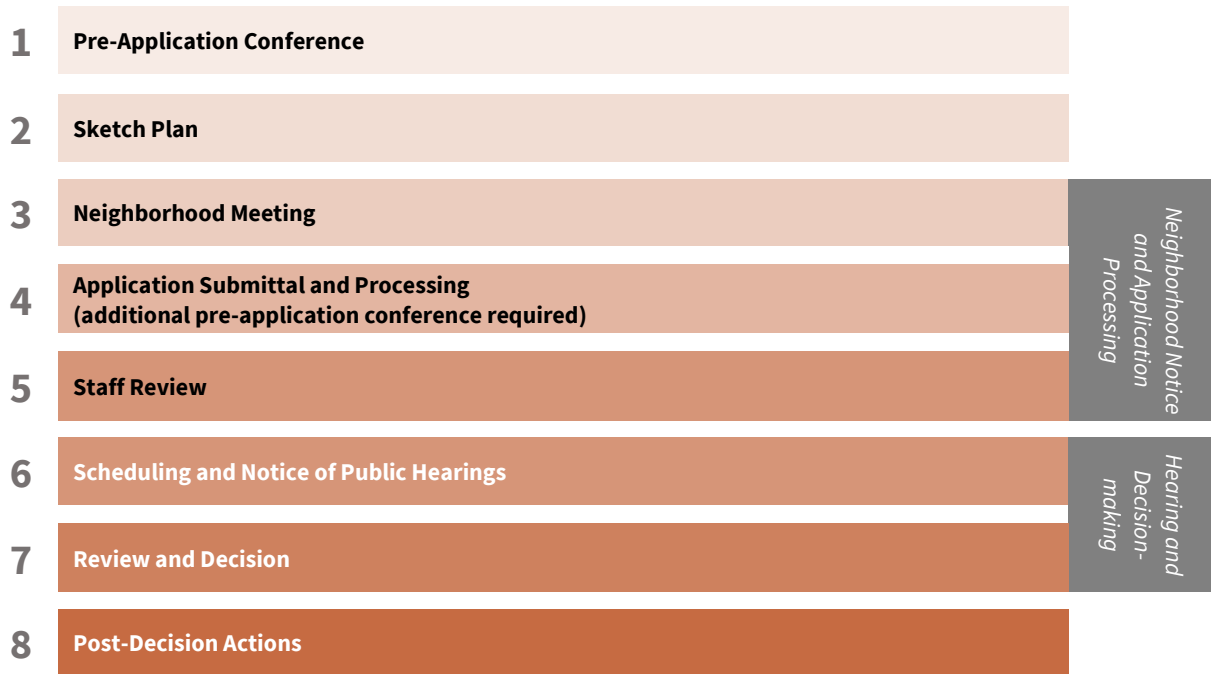 1
Pre-Application Conference
2
Sketch Plan
3
Neighborhood Meeting
4
Application Submittal and Processing
(additional pre-application conference required)
5
Staff Review
Neighborhood Notice
and Application
Processing
6
Scheduling and Notice of Public Hearings
7
Review and Decision
Hearing and
Decision-
making
8
Post-Decision Actions